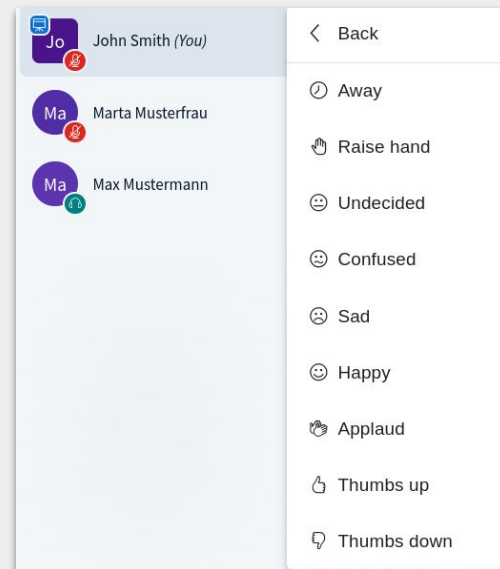 Jo
John Smith (You)
Ma
Marta Musterfrau
Ma
Max Mustermann
Back
Away
Raise hand
Undecided
Confused
Sad
Happy
Applaud
Thumbs up
Thumbs down